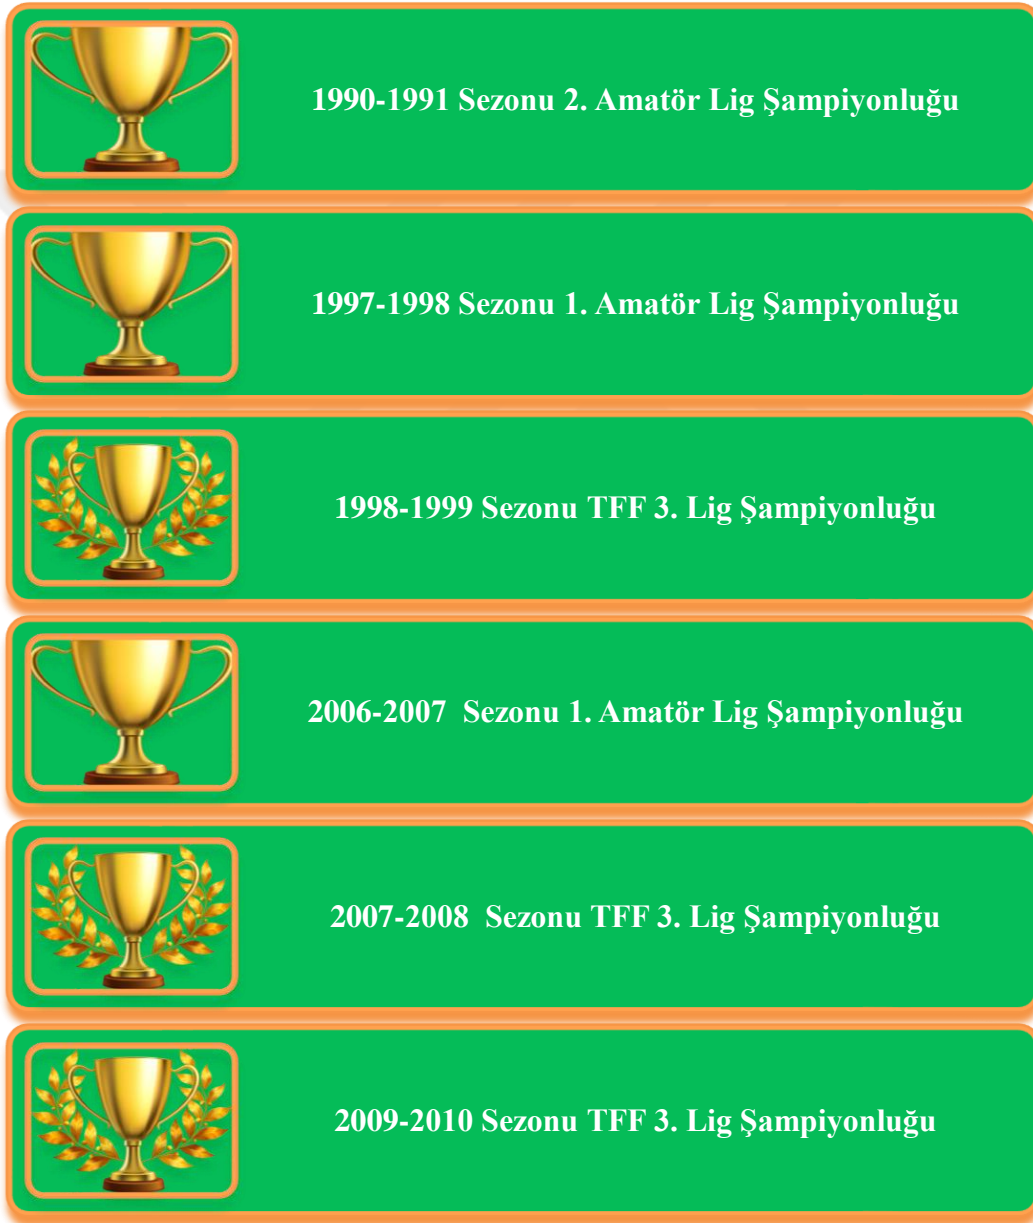 1990-1991 Sezonu 2. Amatör Lig Şampiyonluğu
1997-1998 Sezonu 1. Amatör Lig Şampiyonluğu
1998-1999 Sezonu TFF 3. Lig Şampiyonluğu
2006-2007  Sezonu 1. Amatör Lig Şampiyonluğu
2007-2008  Sezonu TFF 3. Lig Şampiyonluğu
2009-2010 Sezonu TFF 3. Lig Şampiyonluğu